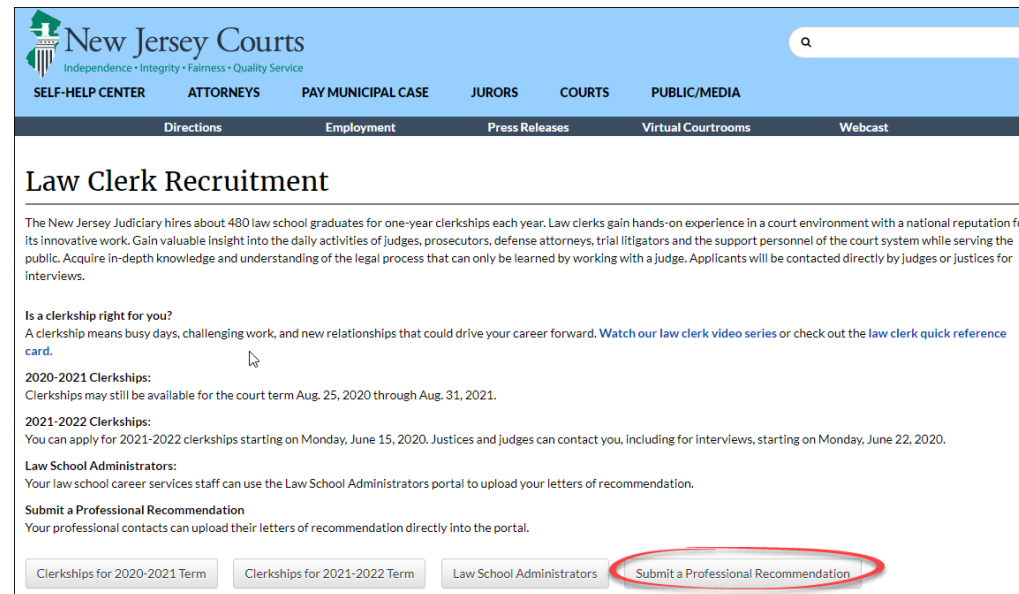 New Jersey Courts
Independence • Integrity • Fairness • Quality Service
SELF-HELP CENTER ATTORNEYS PAY MUNICIPAL CASE JURORS COURTS PUBLIC/MEDIA
Directions Employment Press Releases Virtual Courtrooms Webcast
Law Clerk Recruitment
The New Jersey Judiciary hires about 480 law school graduates for one-year clerkships each year. Law clerks gain hands-on experience in a court environment with a national reputation
its innovative work. Gain valuable insight into the daily activities of judges, prosecutors, defense attorneys, trial litigators and the support personnel of the court system while serving the
public. Acquire in-depth knowledge and understanding of the legal process that can only be learned by working with a judge. Applicants will be contacted directly by judges or justices for
interviews.
Is a clerkship right for you?
A clerkship means busy days, challenging work, and new relationships that could drive your career forward. Watch our law clerk video series or check out the law clerk quick reference
card.
2020-2021 Clerkships:
Clerkships may still be available for the court term Aug. 25, 2020 through Aug. 31, 2021.
2021-2022 Clerkships:
You can apply for 2021-2022 clerkships starting on Monday, June 15, 2020. Justices and judges can contact you, including for interviews, starting on Monday, June 22, 2020.
Law School Administrators:
Your law school career services staff can use the Law School Administrators portal to upload your letters of recommendation.
Submit a Professional Recommendation
Your professional contacts can upload their letters of recommendation directly into the portal.
Clerkships for 2020-2021 Term Clerkships for 2021-2022 Term Law School Administrators Submit a Professional Recommendation